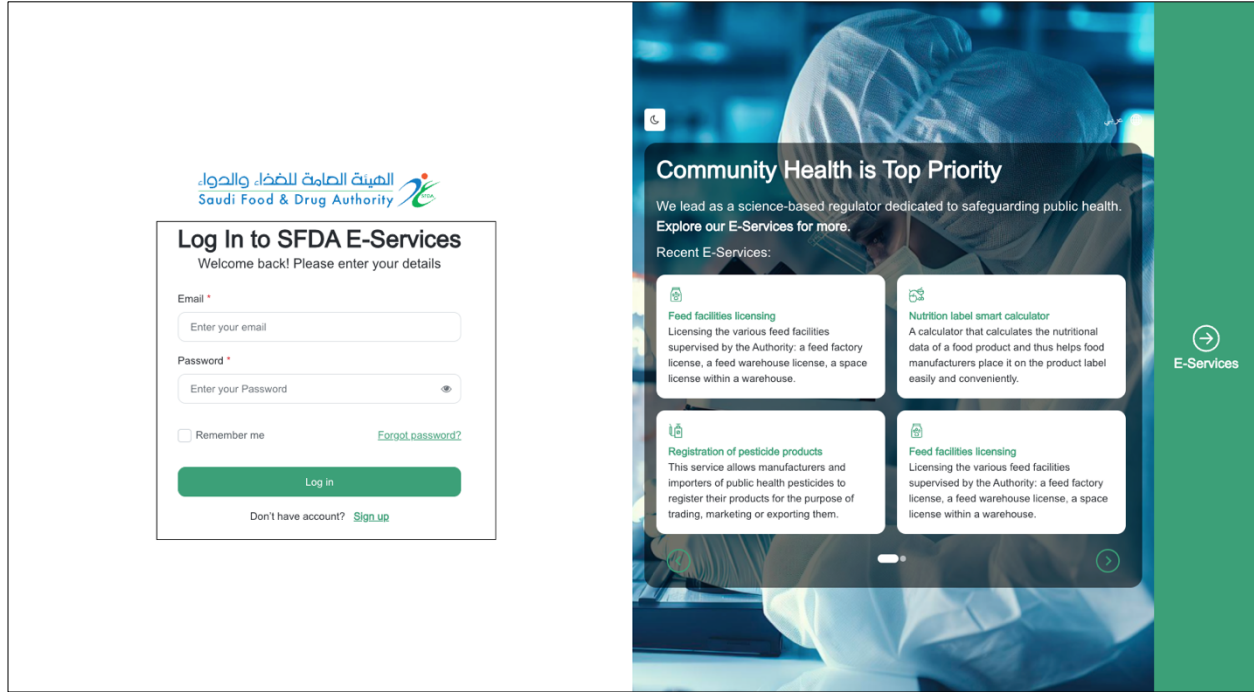 الهيئة العامة للغذاء والدواء
Saudi Food & Drug Authority
SFDA
Log In to SFDA E-Services
Welcome back! Please enter your details
Email *
Enter your email
Password *
Enter your Password
Remember me
Forgot password?
Log in
Don't have account? Sign up
عربي
Community Health is Top Priority
We lead as a science-based regulator dedicated to safeguarding public health.
Explore our E-Services for more.
Recent E-Services:
Feed facilities licensing
Licensing the various feed facilities
supervised by the Authority: a feed factory
license, a feed warehouse license, a space
license within a warehouse.
Nutrition label smart calculator
A calculator that calculates the nutritional
data of a food product and thus helps food
manufacturers place it on the product label
easily and conveniently.
Registration of pesticide products
This service allows manufacturers and
importers of public health pesticides to
register their products for the purpose of
trading, marketing or exporting them.
Feed facilities licensing
Licensing the various feed facilities
supervised by the Authority: a feed factory
license, a feed warehouse license, a space
license within a warehouse.
E-Services